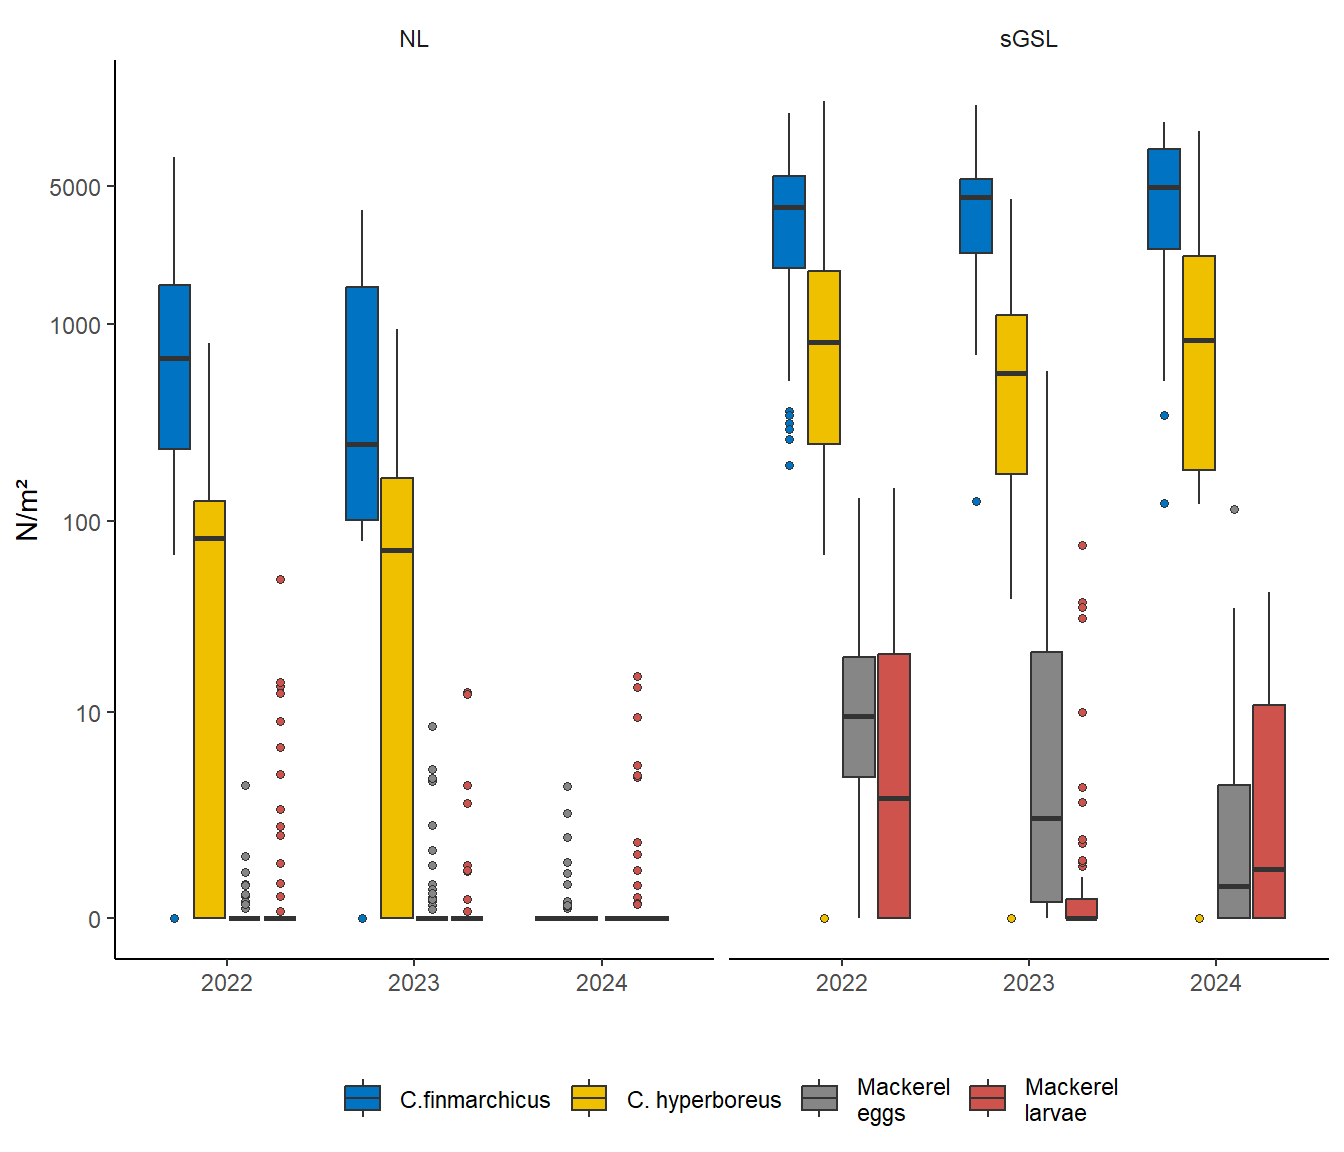 NL
sGSL
N/m²
5000
1000
100
10
0
2022
2023
2024
2022
2023
2024
C.finmarchicus
C. hyperboreus
Mackerel
eggs
Mackerel
larvae